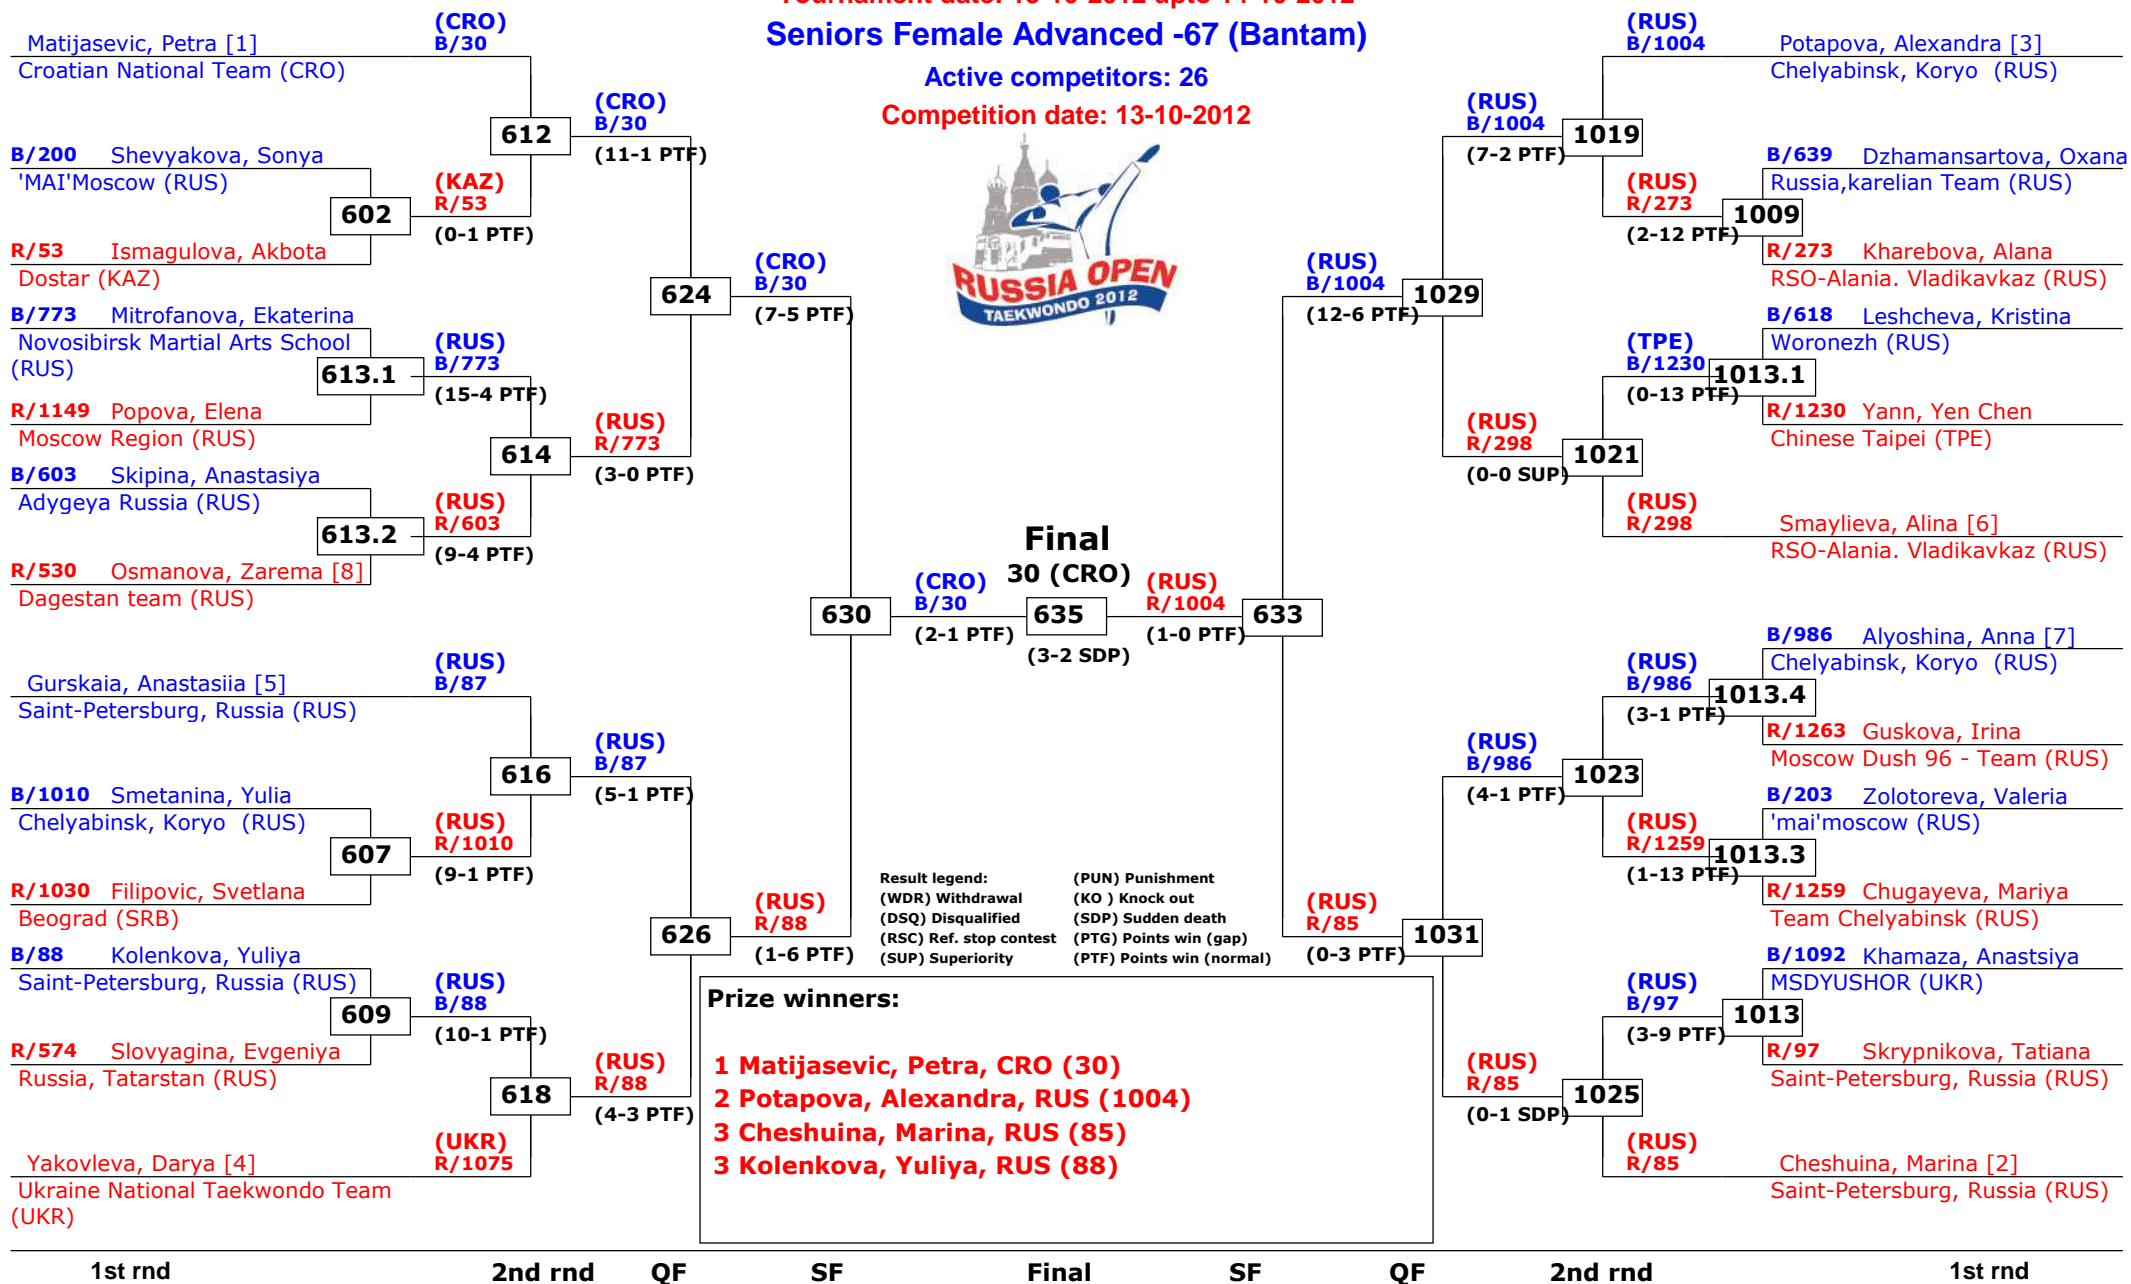 Seniors Female Advanced -67 (Bantam)
Active competitors: 26
Competition date: 13-10-2012
RUSSIA OPEN
TAEKWONDO 2012
Matijasevic, Petra [1]
Croatian National Team (CRO)
(CRO)
B/30
B/200 Shevyakova, Sonya
'MAI'Moscow (RUS)
602
R/53 Ismagulova, Akbota
Dostar (KAZ)
(KAZ)
R/53
(0-1 PTF)
612
(CRO)
B/30
(11-1 PTF)
B/773 Mitrofanova, Ekaterina
Novosibirsk Martial Arts School
(RUS)
613.1
R/1149 Popova, Elena
Moscow Region (RUS)
(RUS)
B/773
(15-4 PTF)
B/603 Skipina, Anastasiya
Adygeya Russia (RUS)
613.2
R/530 Osmanova, Zarema [8]
Dagestan team (RUS)
(RUS)
R/603
(9-4 PTF)
614
(RUS)
R/773
(3-0 PTF)
624
(CRO)
B/30
(7-5 PTF)
Gurskaia, Anastasiia [5]
Saint-Petersburg, Russia (RUS)
(RUS)
B/87
B/1010 Smetanina, Yulia
Chelyabinsk, Koryo (RUS)
607
R/1030 Filipovic, Svetlana
Beograd (SRB)
(RUS)
R/1010
(9-1 PTF)
616
(RUS)
B/87
(5-1 PTF)
B/88 Kolenkova, Yuliya
Saint-Petersburg, Russia (RUS)
609
R/574 Slovyagina, Evgeniya
Russia, Tatarstan (RUS)
(RUS)
B/88
(10-1 PTF)
618
Yakovleva, Darya [4]
Ukraine National Taekwondo Team
(UKR)
(UKR)
R/1075
(RUS)
R/88
(4-3 PTF)
626
(RUS)
R/88
(1-6 PTF)
630
(CRO)
B/30
(2-1 PTF)
Final
30 (CRO)
635
(3-2 SDP)
(RUS)
R/1004
(1-0 PTF)
633
(RUS)
B/1004
Potapova, Alexandra [3]
Chelyabinsk, Koryo (RUS)
1019
(RUS)
B/1004
(7-2 PTF)
B/639 Dzhamansartova, Oxana
Russia,karelian Team (RUS)
1009
R/273 Kharebova, Alana
RSO-Alania. Vladikavkaz (RUS)
(RUS)
R/273
(2-12 PTF)
1029
(RUS)
B/1004
(12-6 PTF)
B/618 Leshcheva, Kristina
Woronezh (RUS)
1013.1
R/1230 Yann, Yen Chen
Chinese Taipei (TPE)
(TPE)
B/1230
(0-13 PTF)
1021
(RUS)
R/298
(0-0 SUP)
(RUS)
R/298
Smaylieva, Alina [6]
RSO-Alania. Vladikavkaz (RUS)
B/986 Alyoshina, Anna [7]
Chelyabinsk, Koryo (RUS)
1013.4
R/1263 Guskova, Irina
Moscow Dush 96 - Team (RUS)
(RUS)
B/986
(3-1 PTF)
1023
(RUS)
B/986
(4-1 PTF)
B/203 Zolotoreva, Valeria
'mai'moscow (RUS)
1013.3
R/1259 Chugayeva, Mariya
Team Chelyabinsk (RUS)
(RUS)
R/1259
(1-13 PTF)
1031
(RUS)
R/85
(0-3 PTF)
B/1092 Khamaza, Anastsiya
MSDYUSHOR (UKR)
1013
R/97 Skrypnikova, Tatiana
Saint-Petersburg, Russia (RUS)
(RUS)
B/97
(3-9 PTF)
1025
(RUS)
R/85
(0-1 SDP)
(RUS)
R/85
Cheshuina, Marina [2]
Saint-Petersburg, Russia (RUS)
Result legend: (PUN) Punishment
(WDR) Withdrawal (KO ) Knock out
(DSQ) Disqualified (SDP) Sudden death
(RSC) Ref. stop contest (PTG) Points win (gap)
(SUP) Superiority (PTF) Points win (normal)
Prize winners:
1 Matijasevic, Petra, CRO (30)
2 Potapova, Alexandra, RUS (1004)
3 Cheshuina, Marina, RUS (85)
3 Kolenkova, Yuliya, RUS (88)
1st rnd 2nd rnd QF SF Final SF QF 2nd rnd 1st rnd